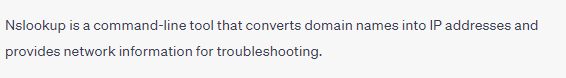 Nslookup is a command-line tool that converts domain names into IP addresses and
provides network information for troubleshooting.